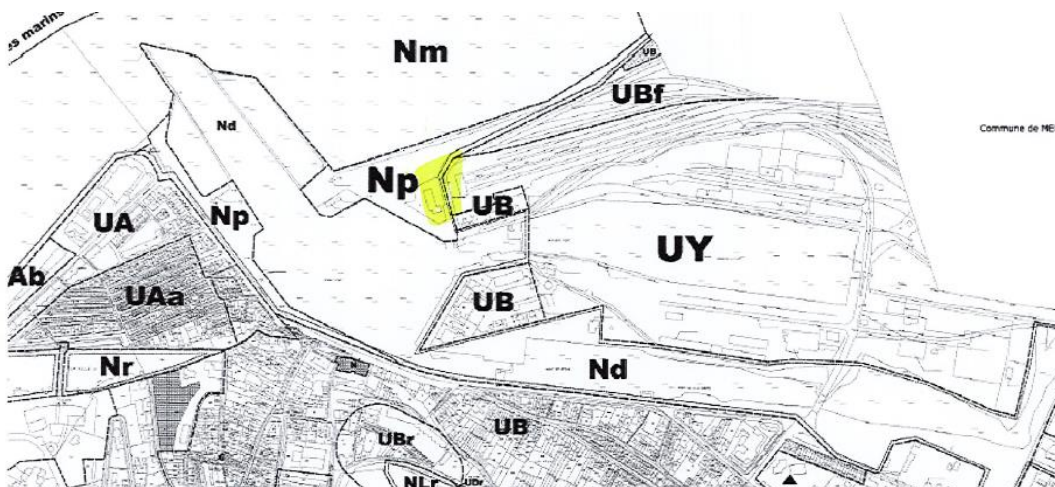 es marins
Nm
UB
UBf
Nd
Commune de ME
Np
UB
UA
Np
UY
Ab
UAa
UB
Nr
Nd
UB
UBr
NLr
UDr